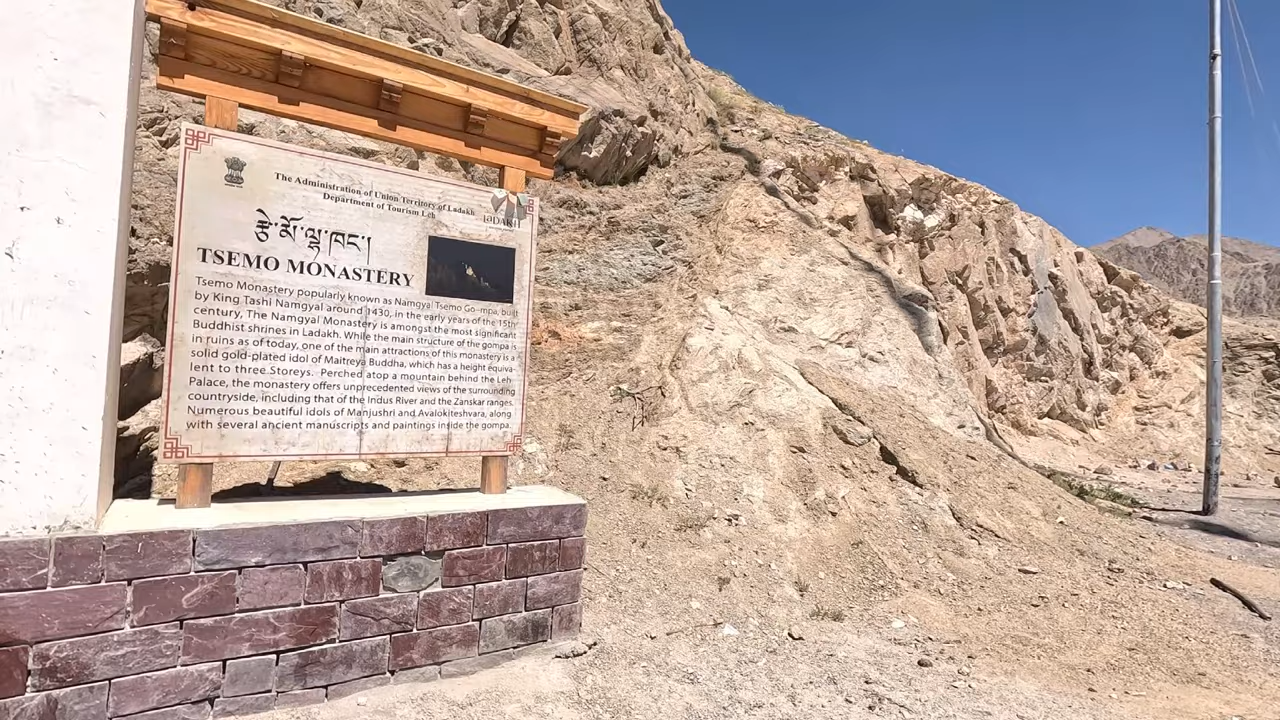 The Administration of Union Territory of Ladakh
Department of Tourism Leh
LADAKH
རྩེ་མོ་ལྷ་ཁང་།
TSEMO MONASTERY
Tsemo Monastery popularly known as Namgyal Tsemo Go-mpa, built
by King Tashi Namgyal around 1430, in the early years of the 15th
century, The Namgyal Monastery is amongst the most significant
Buddhist shrines in Ladakh. While the main structure of the gompa is
in ruins as of today, one of the main attractions of this monastery is a
solid gold-plated idol of Maitreya Buddha, which has a height equiva-
lent to three Storeys. Perched atop a mountain behind the Leh
Palace, the monastery offers unprecedented views of the surrounding
countryside, including that of the Indus River and the Zanskar ranges.
Numerous beautiful idols of Manjushri and Avalokiteshvara, along
with several ancient manuscripts and paintings inside the gompa.